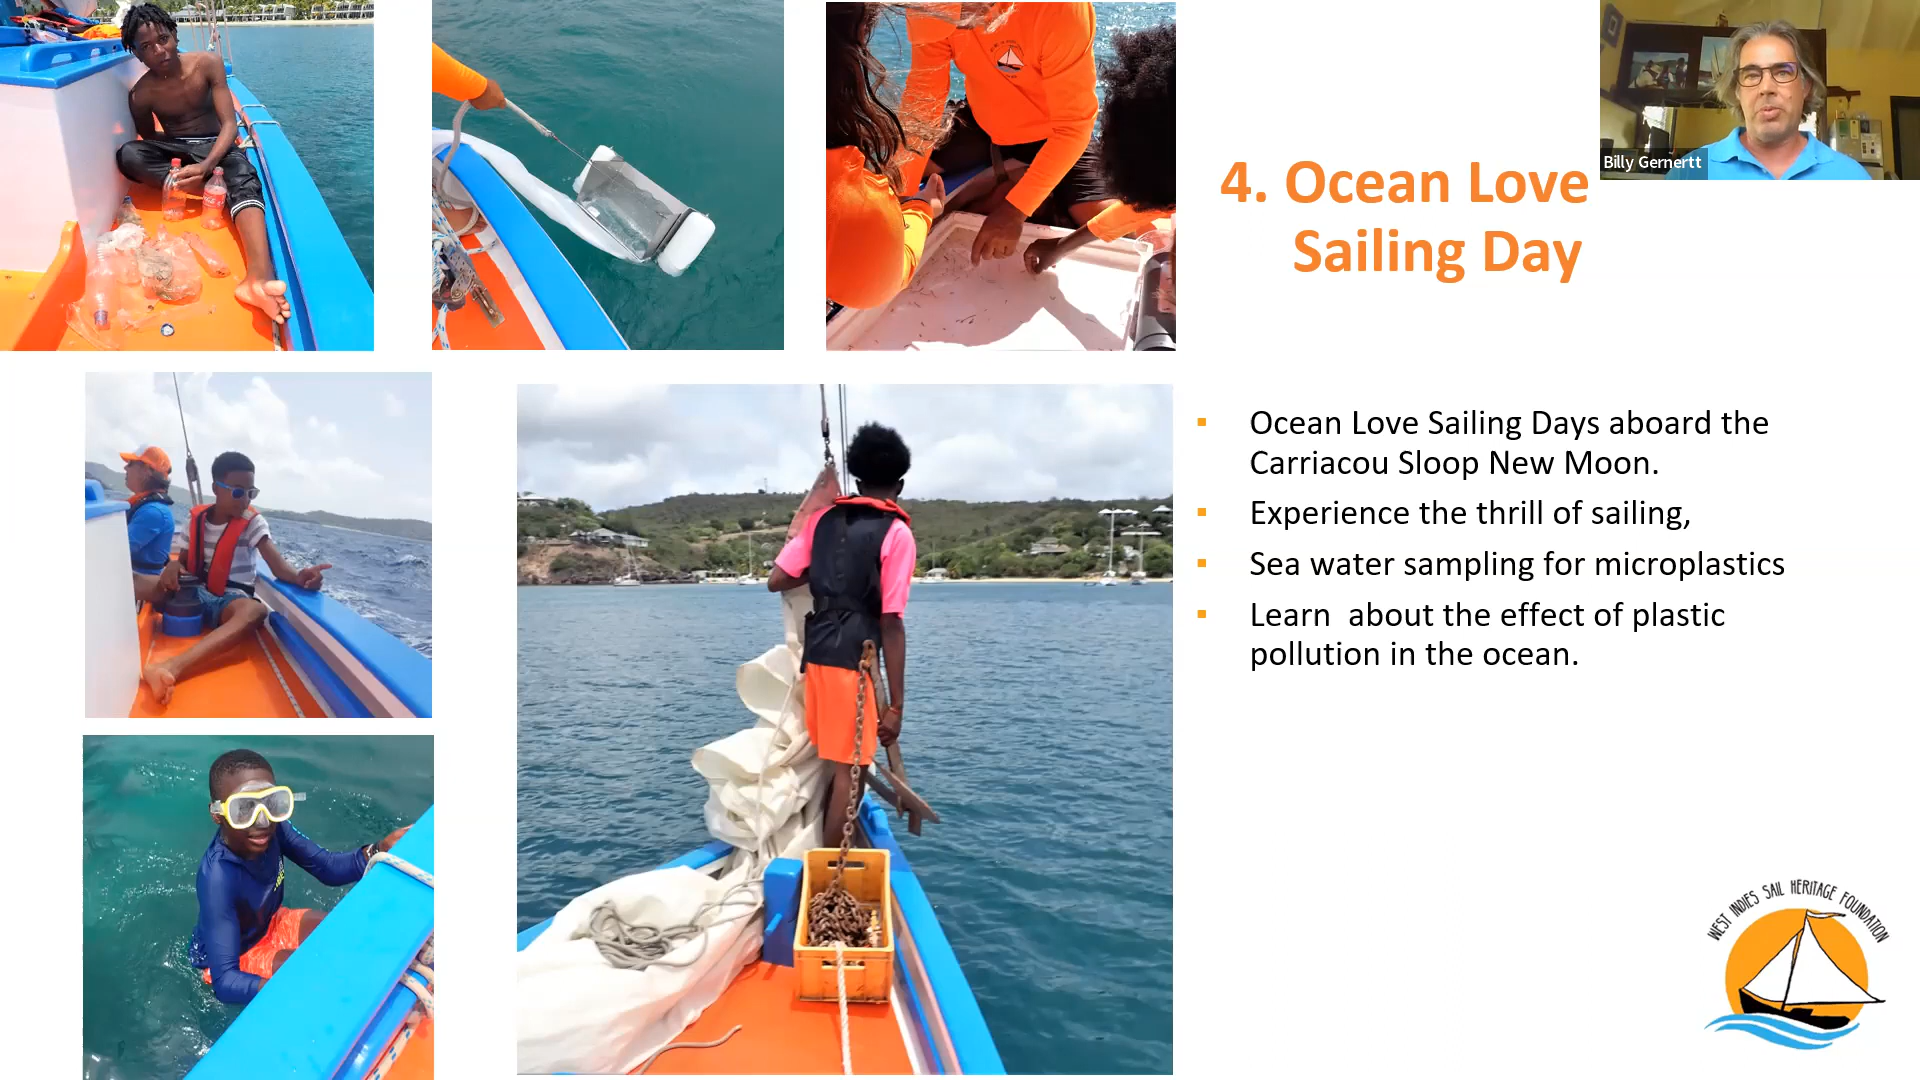 4. Ocean Love
Sailing Day
Billy Gernertt
▪ Ocean Love Sailing Days aboard the
Carriacou Sloop New Moon.
▪ Experience the thrill of sailing,
▪ Sea water sampling for microplastics
▪ Learn  about the effect of plastic
pollution in the ocean.
WEST INDIES SAIL HERITAGE FOUNDATION